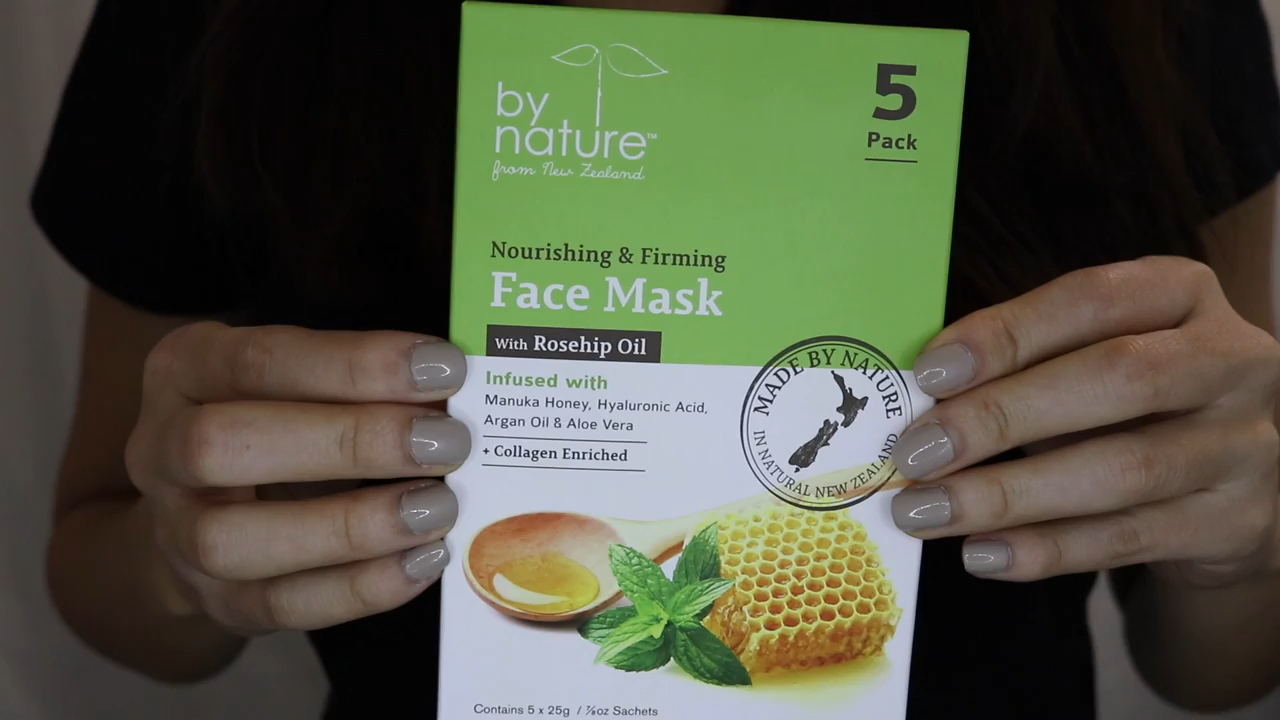 by
nature™
from New Zealand
5
Pack
Nourishing & Firming
Face Mask
With Rosehip Oil
Infused with
Manuka Honey, Hyaluronic Acid,
Argan Oil & Aloe Vera
+ Collagen Enriched
MADE BY NATURE
IN NATURAL NEW ZEALAND
Contains 5 x 25g / ⅞oz Sachets